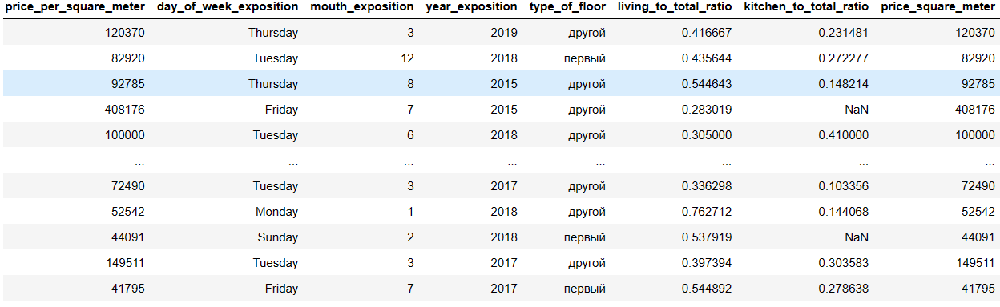 price_per_square_meter day_of_week_exposition mouth_exposition year_exposition type_of_floor living_to_total_ratio kitchen_to_total_ratio price_square_meter
120370 Thursday 3 2019 другой 0.416667 0.231481 120370
82920 Tuesday 12 2018 первый 0.435644 0.272277 82920
92785 Thursday 8 2015 другой 0.544643 0.148214 92785
408176 Friday 7 2015 другой 0.283019 NaN 408176
100000 Tuesday 6 2018 другой 0.305000 0.410000 100000
... ... ... ... ... ... ... ...
72490 Tuesday 3 2017 другой 0.336298 0.103356 72490
52542 Monday 1 2018 другой 0.762712 0.144068 52542
44091 Sunday 2 2018 первый 0.537919 NaN 44091
149511 Tuesday 3 2017 другой 0.397394 0.303583 149511
41795 Friday 7 2017 первый 0.544892 0.278638 41795